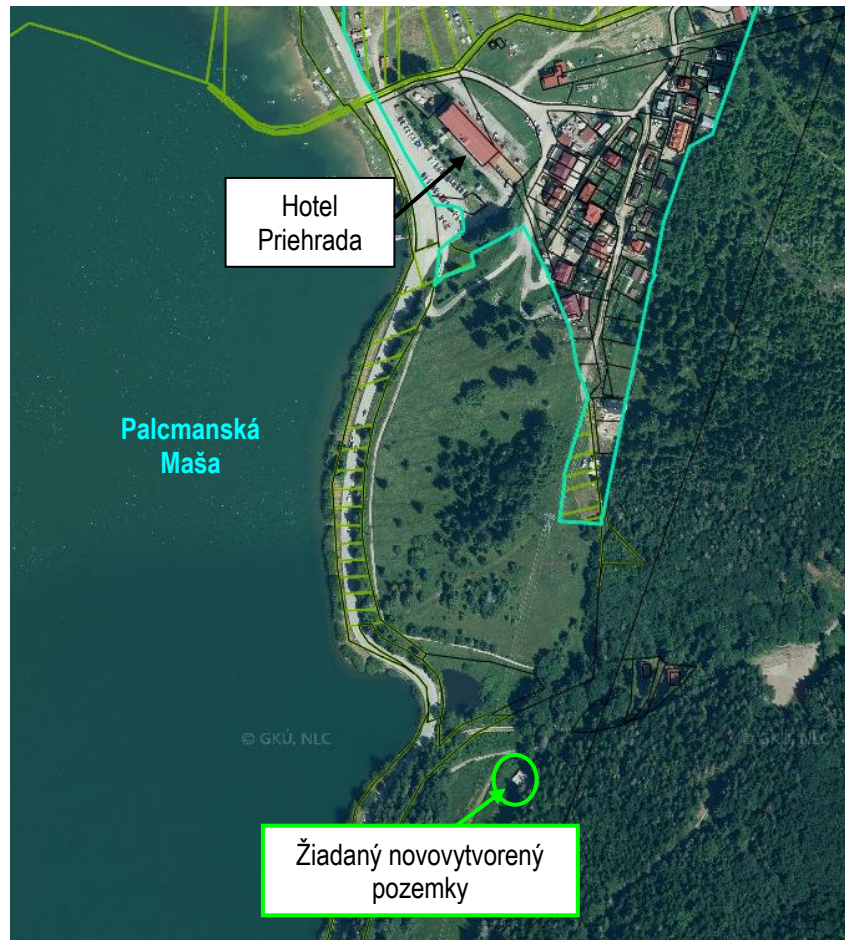 Hotel
Priehrada
Palcmanská
Maša
© GKÚ, NLC
© GKÚ, NLC
Žiadaný novovytvorený
pozemky